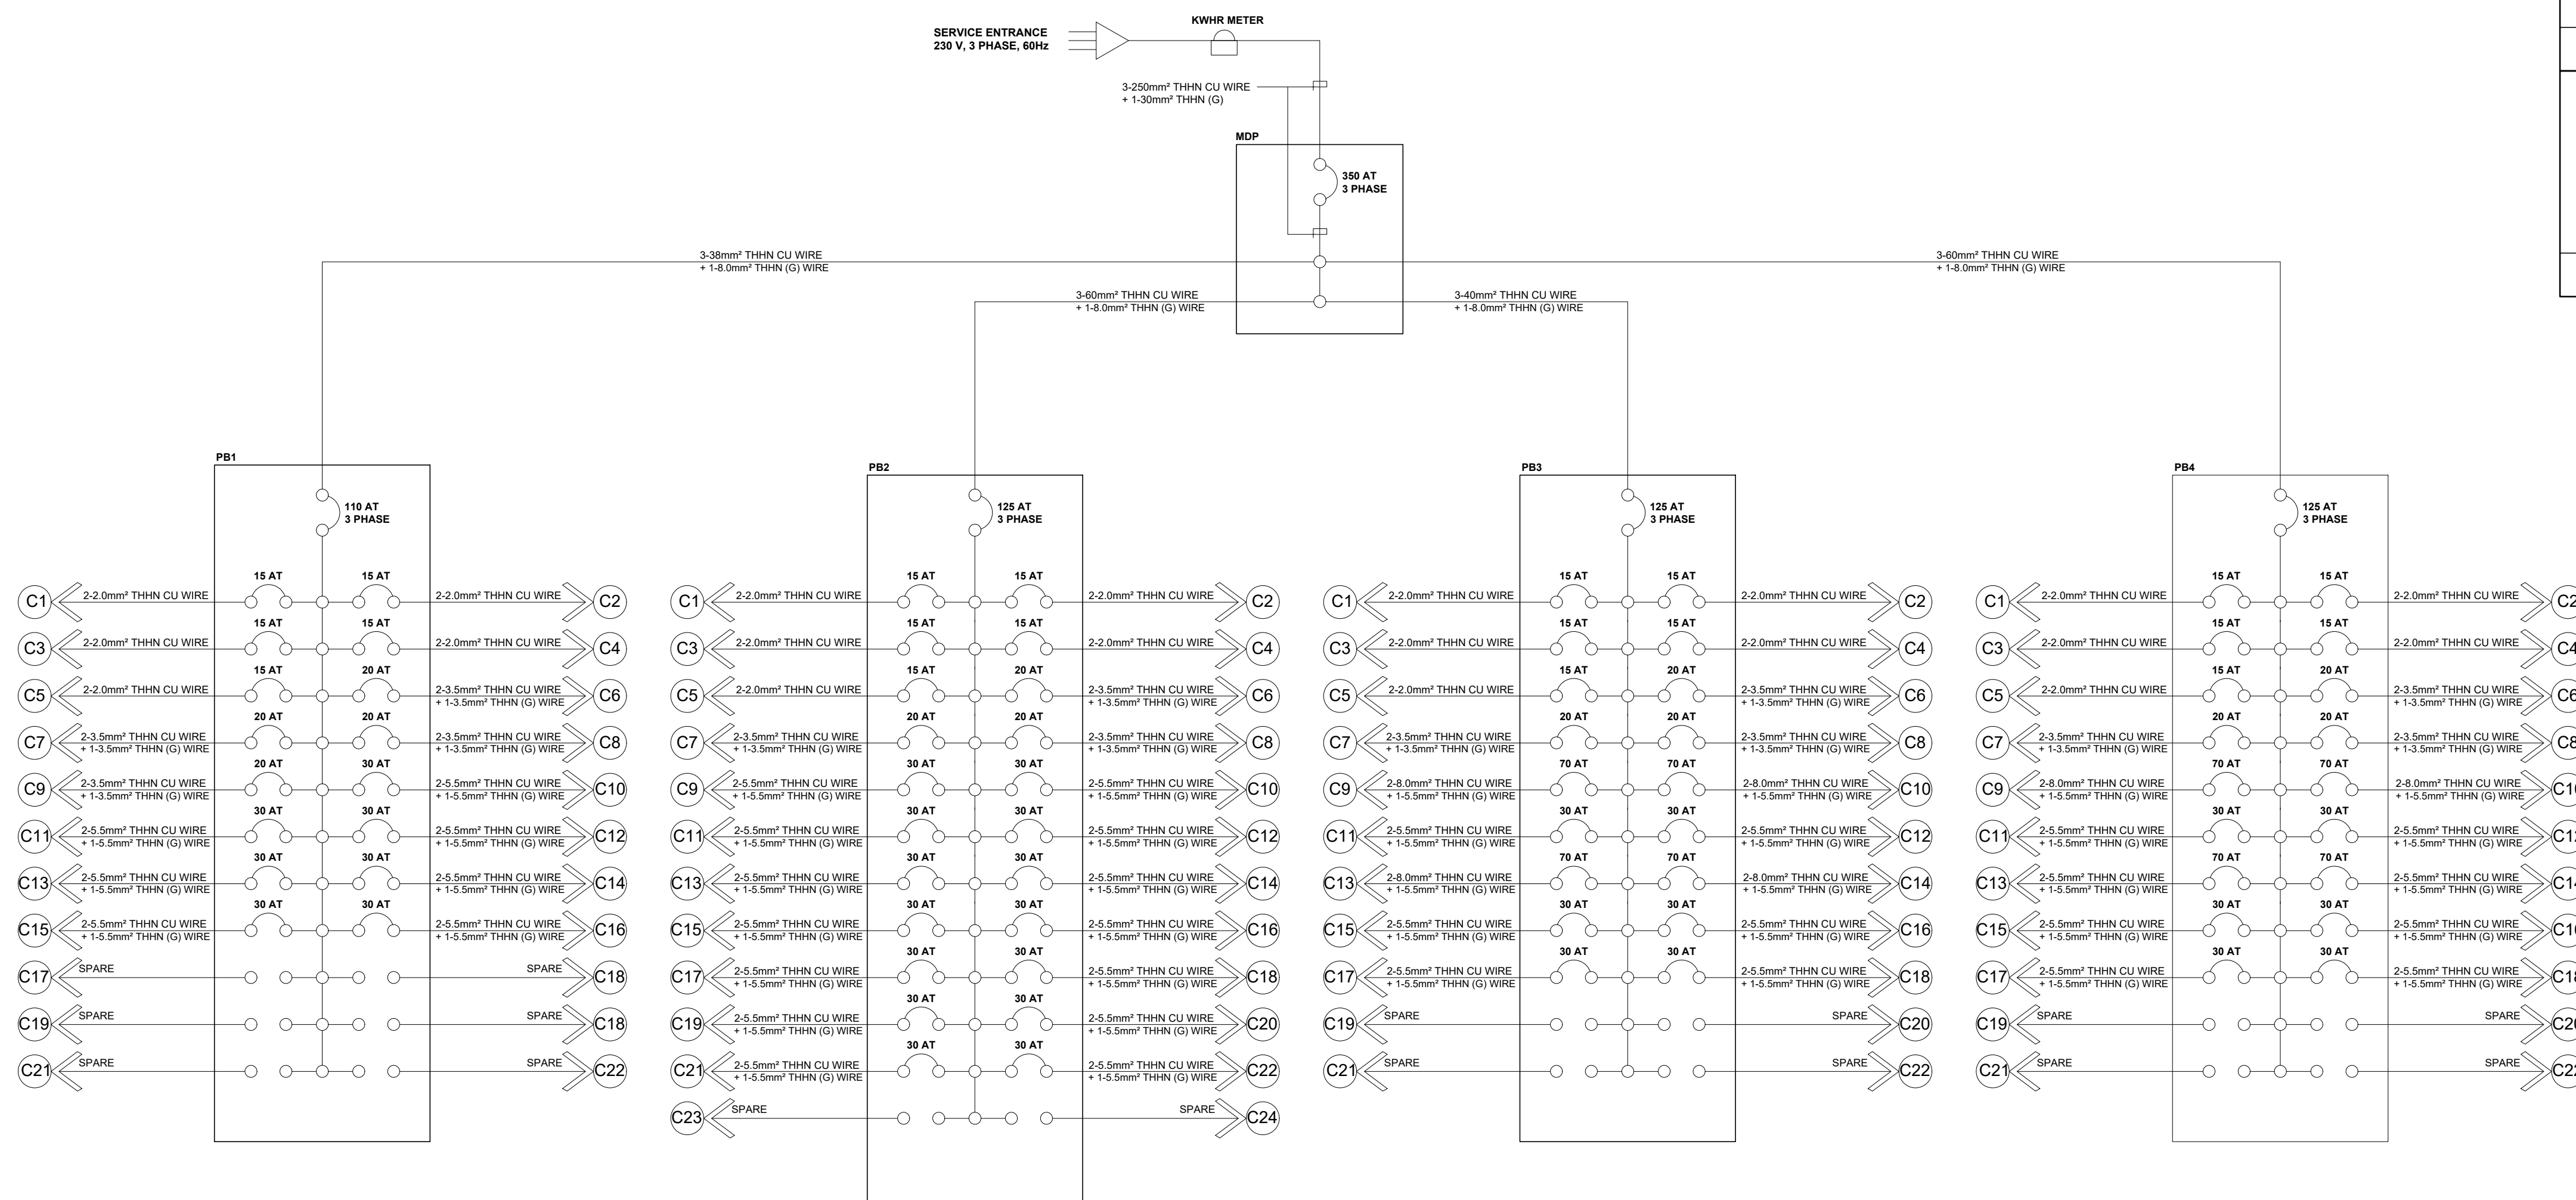 KWHR METER
SERVICE ENTRANCE
230 V, 3 PHASE, 60Hz
3-250mm² THHN CU WIRE
+ 1-30mm² THHN (G)
MDP
350 AT
3 PHASE
3-38mm² THHN CU WIRE
+ 1-8.0mm² THHN (G) WIRE
3-60mm² THHN CU WIRE
+ 1-8.0mm² THHN (G) WIRE
3-60mm² THHN CU WIRE
+ 1-8.0mm² THHN (G) WIRE
3-40mm² THHN CU WIRE
+ 1-8.0mm² THHN (G) WIRE
PB1
110 AT
3 PHASE
15 AT 15 AT
C1 2-2.0mm² THHN CU WIRE 2-2.0mm² THHN CU WIRE C2
15 AT 15 AT
C3 2-2.0mm² THHN CU WIRE 2-2.0mm² THHN CU WIRE C4
15 AT 20 AT
C5 2-2.0mm² THHN CU WIRE 2-3.5mm² THHN CU WIRE C6
+ 1-3.5mm² THHN (G) WIRE
20 AT 20 AT
C7 2-3.5mm² THHN CU WIRE 2-3.5mm² THHN CU WIRE C8
+ 1-3.5mm² THHN (G) WIRE + 1-3.5mm² THHN (G) WIRE
20 AT 30 AT
C9 2-3.5mm² THHN CU WIRE 2-5.5mm² THHN CU WIRE C10
+ 1-3.5mm² THHN (G) WIRE + 1-5.5mm² THHN (G) WIRE
30 AT 30 AT
C11 2-5.5mm² THHN CU WIRE 2-5.5mm² THHN CU WIRE C12
+ 1-5.5mm² THHN (G) WIRE + 1-5.5mm² THHN (G) WIRE
30 AT 30 AT
C13 2-5.5mm² THHN CU WIRE 2-5.5mm² THHN CU WIRE C14
+ 1-5.5mm² THHN (G) WIRE + 1-5.5mm² THHN (G) WIRE
30 AT 30 AT
C15 2-5.5mm² THHN CU WIRE 2-5.5mm² THHN CU WIRE C16
+ 1-5.5mm² THHN (G) WIRE + 1-5.5mm² THHN (G) WIRE
C17 SPARE SPARE C18
C19 SPARE SPARE C18
C21 SPARE SPARE C22
PB2
125 AT
3 PHASE
15 AT 15 AT
C1 2-2.0mm² THHN CU WIRE 2-2.0mm² THHN CU WIRE C2
15 AT 15 AT
C3 2-2.0mm² THHN CU WIRE 2-2.0mm² THHN CU WIRE C4
15 AT 20 AT
C5 2-2.0mm² THHN CU WIRE 2-3.5mm² THHN CU WIRE C6
+ 1-3.5mm² THHN (G) WIRE
20 AT 20 AT
C7 2-3.5mm² THHN CU WIRE 2-3.5mm² THHN CU WIRE C8
+ 1-3.5mm² THHN (G) WIRE + 1-3.5mm² THHN (G) WIRE
30 AT 30 AT
C9 2-5.5mm² THHN CU WIRE 2-5.5mm² THHN CU WIRE C10
+ 1-5.5mm² THHN (G) WIRE + 1-5.5mm² THHN (G) WIRE
30 AT 30 AT
C11 2-5.5mm² THHN CU WIRE 2-5.5mm² THHN CU WIRE C12
+ 1-5.5mm² THHN (G) WIRE + 1-5.5mm² THHN (G) WIRE
30 AT 30 AT
C13 2-5.5mm² THHN CU WIRE 2-5.5mm² THHN CU WIRE C14
+ 1-5.5mm² THHN (G) WIRE + 1-5.5mm² THHN (G) WIRE
30 AT 30 AT
C15 2-5.5mm² THHN CU WIRE 2-5.5mm² THHN CU WIRE C16
+ 1-5.5mm² THHN (G) WIRE + 1-5.5mm² THHN (G) WIRE
30 AT 30 AT
C17 2-5.5mm² THHN CU WIRE 2-5.5mm² THHN CU WIRE C18
+ 1-5.5mm² THHN (G) WIRE + 1-5.5mm² THHN (G) WIRE
30 AT 30 AT
C19 2-5.5mm² THHN CU WIRE 2-5.5mm² THHN CU WIRE C20
+ 1-5.5mm² THHN (G) WIRE + 1-5.5mm² THHN (G) WIRE
30 AT 30 AT
C21 2-5.5mm² THHN CU WIRE 2-5.5mm² THHN CU WIRE C22
+ 1-5.5mm² THHN (G) WIRE + 1-5.5mm² THHN (G) WIRE
C23 SPARE SPARE C24
PB3
125 AT
3 PHASE
15 AT 15 AT
C1 2-2.0mm² THHN CU WIRE 2-2.0mm² THHN CU WIRE C2
15 AT 15 AT
C3 2-2.0mm² THHN CU WIRE 2-2.0mm² THHN CU WIRE C4
15 AT 20 AT
C5 2-2.0mm² THHN CU WIRE 2-3.5mm² THHN CU WIRE C6
+ 1-3.5mm² THHN (G) WIRE
20 AT 20 AT
C7 2-3.5mm² THHN CU WIRE 2-3.5mm² THHN CU WIRE C8
+ 1-3.5mm² THHN (G) WIRE + 1-3.5mm² THHN (G) WIRE
70 AT 70 AT
C9 2-8.0mm² THHN CU WIRE 2-8.0mm² THHN CU WIRE C10
+ 1-5.5mm² THHN (G) WIRE + 1-5.5mm² THHN (G) WIRE
30 AT 30 AT
C11 2-5.5mm² THHN CU WIRE 2-5.5mm² THHN CU WIRE C12
+ 1-5.5mm² THHN (G) WIRE + 1-5.5mm² THHN (G) WIRE
70 AT 70 AT
C13 2-8.0mm² THHN CU WIRE 2-8.0mm² THHN CU WIRE C14
+ 1-5.5mm² THHN (G) WIRE + 1-5.5mm² THHN (G) WIRE
30 AT 30 AT
C15 2-5.5mm² THHN CU WIRE 2-5.5mm² THHN CU WIRE C16
+ 1-5.5mm² THHN (G) WIRE + 1-5.5mm² THHN (G) WIRE
30 AT 30 AT
C17 2-5.5mm² THHN CU WIRE 2-5.5mm² THHN CU WIRE C18
+ 1-5.5mm² THHN (G) WIRE + 1-5.5mm² THHN (G) WIRE
C19 SPARE SPARE C20
C21 SPARE SPARE C22
PB4
125 AT
3 PHASE
15 AT 15 AT
C1 2-2.0mm² THHN CU WIRE 2-2.0mm² THHN CU WIRE C2
15 AT 15 AT
C3 2-2.0mm² THHN CU WIRE 2-2.0mm² THHN CU WIRE C4
15 AT 20 AT
C5 2-2.0mm² THHN CU WIRE 2-3.5mm² THHN CU WIRE C6
+ 1-3.5mm² THHN (G) WIRE
20 AT 20 AT
C7 2-3.5mm² THHN CU WIRE 2-3.5mm² THHN CU WIRE C8
+ 1-3.5mm² THHN (G) WIRE + 1-3.5mm² THHN (G) WIRE
70 AT 70 AT
C9 2-8.0mm² THHN CU WIRE 2-8.0mm² THHN CU WIRE
+ 1-5.5mm² THHN (G) WIRE + 1-5.5mm² THHN (G) WIRE
30 AT 30 AT
C11 2-5.5mm² THHN CU WIRE 2-5.5mm² THHN CU WIRE
+ 1-5.5mm² THHN (G) WIRE + 1-5.5mm² THHN (G) WIRE
70 AT 70 AT
C13 2-5.5mm² THHN CU WIRE 2-5.5mm² THHN CU WIRE
+ 1-5.5mm² THHN (G) WIRE + 1-5.5mm² THHN (G) WIRE
30 AT 30 AT
C15 2-5.5mm² THHN CU WIRE 2-5.5mm² THHN CU WIRE
+ 1-5.5mm² THHN (G) WIRE + 1-5.5mm² THHN (G) WIRE
30 AT 30 AT
C17 2-5.5mm² THHN CU WIRE 2-5.5mm² THHN CU WIRE
+ 1-5.5mm² THHN (G) WIRE + 1-5.5mm² THHN (G) WIRE
C19 SPARE SPARE
C21 SPARE SPARE